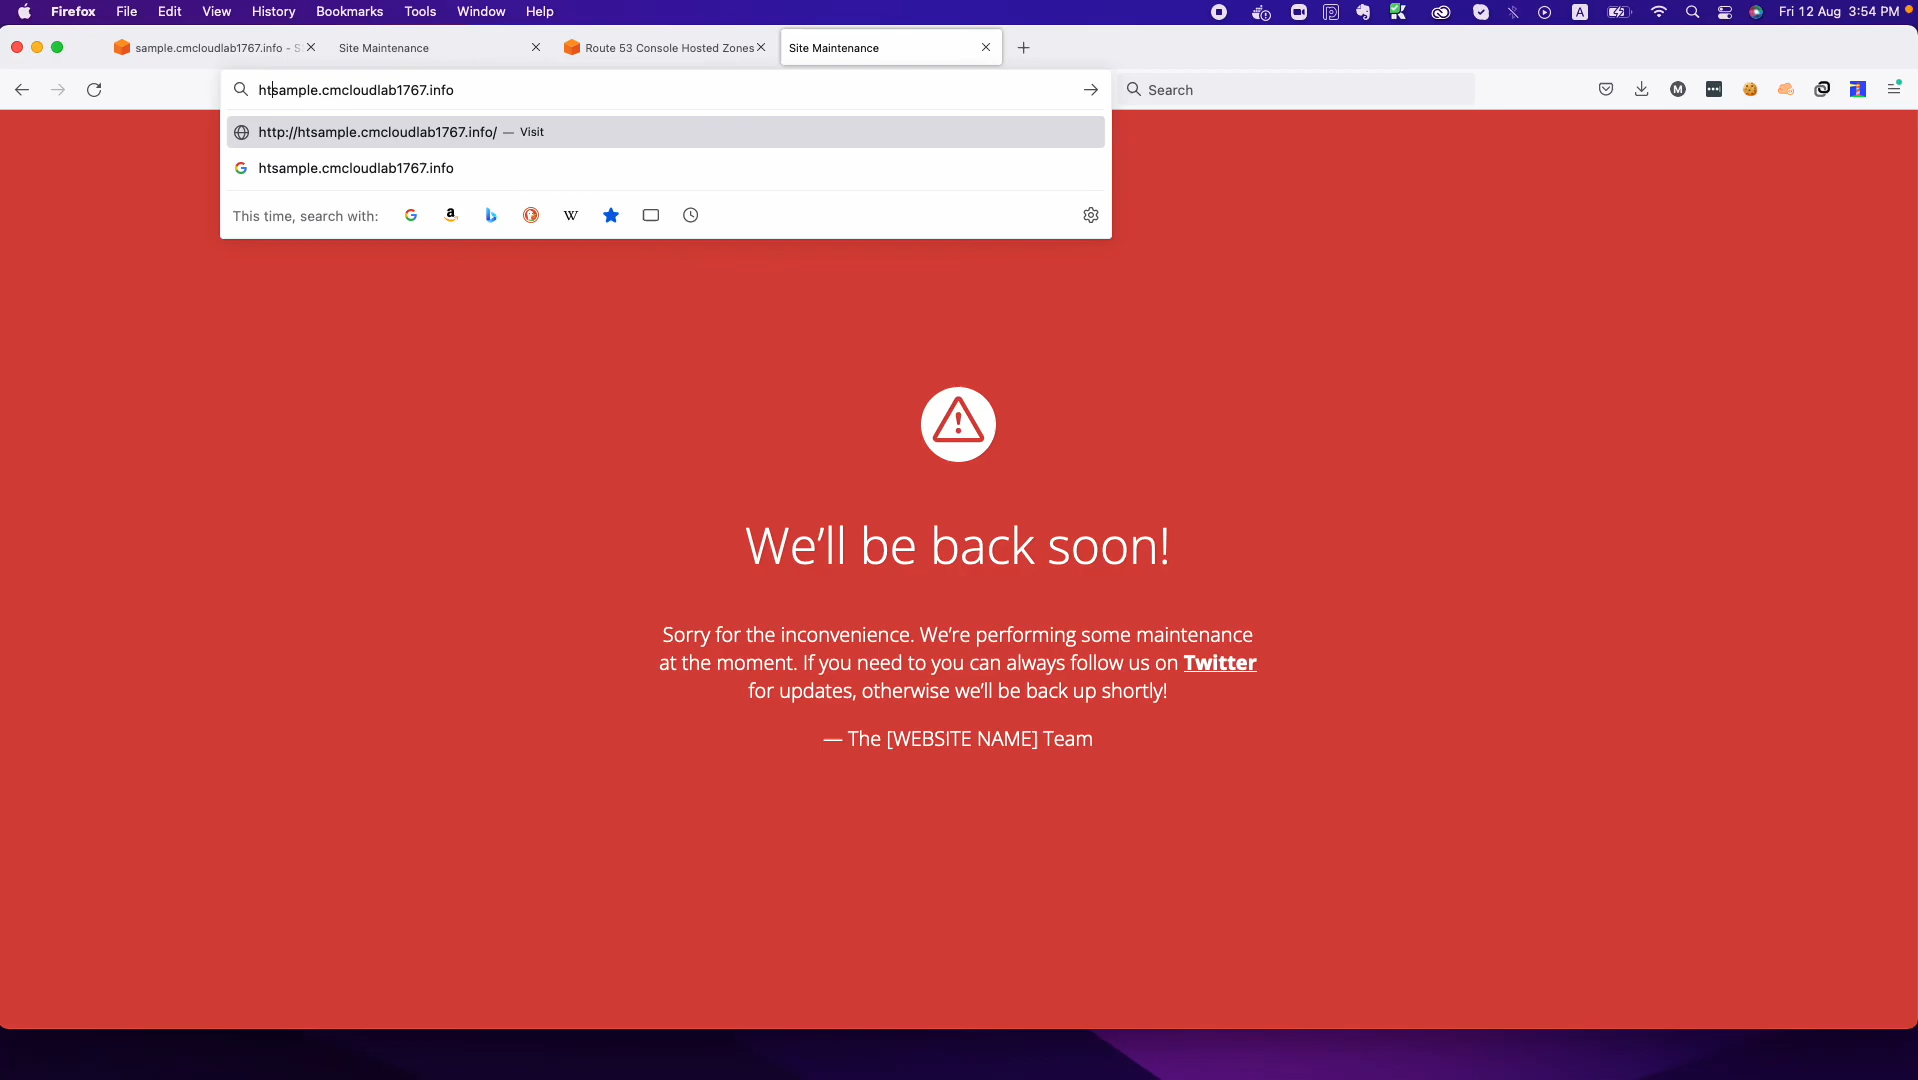 Firefox File Edit View History Bookmarks Tools Window Help Fri 12 Aug 3:54 PM
sample.cmcloudlab1767.info - S Site Maintenance Route 53 Console Hosted Zones Site Maintenance
htsample.cmcloudlab1767.info Search
http://htsample.cmcloudlab1767.info/ — Visit
htsample.cmcloudlab1767.info
This time, search with:
We'll be back soon!
Sorry for the inconvenience. We're performing some maintenance
at the moment. If you need to you can always follow us on Twitter
for updates, otherwise we'll be back up shortly!
— The [WEBSITE NAME] Team